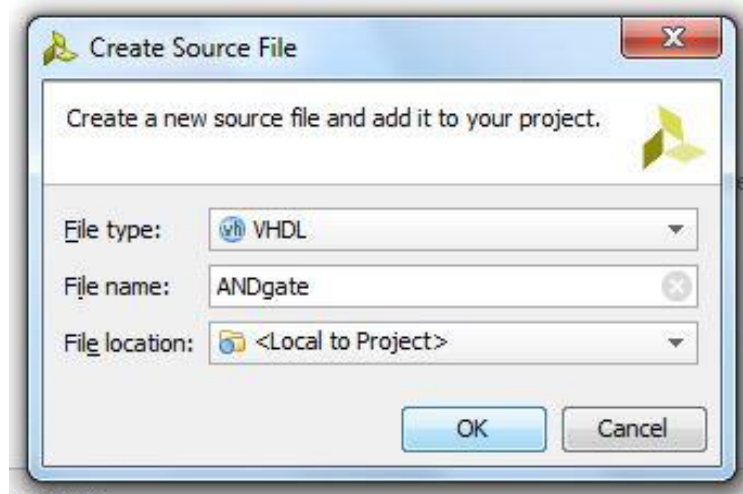 Create Source File
Create a new source file and add it to your project.
File type: VHDL
File name: ANDgate
File location: <Local to Project>
OK Cancel